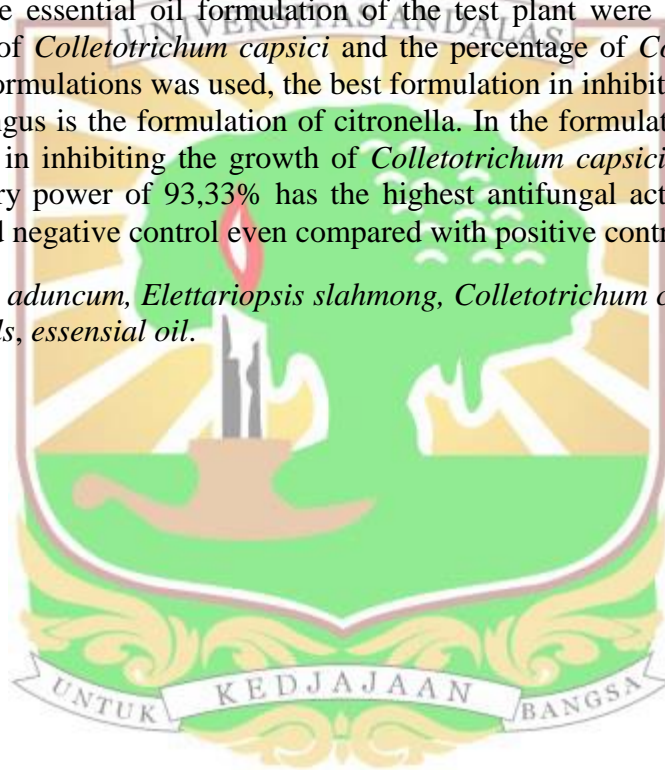 e essential oil formulation of the test plant were
of Colletotrichum capsici and the percentage of Co
ormulations was used, the best formulation in inhibit
ngus is the formulation of citronella. In the formulat
in inhibiting the growth of Colletotrichum capsici
ry power of 93,33% has the highest antifungal act
d negative control even compared with positive contr
aduncum, Elettariopsis slahmong, Colletotrichum c
ls, essensial oil.
UNIVERSITAS ANDALAS
UNTUK KEDJAJAAN BANGSA